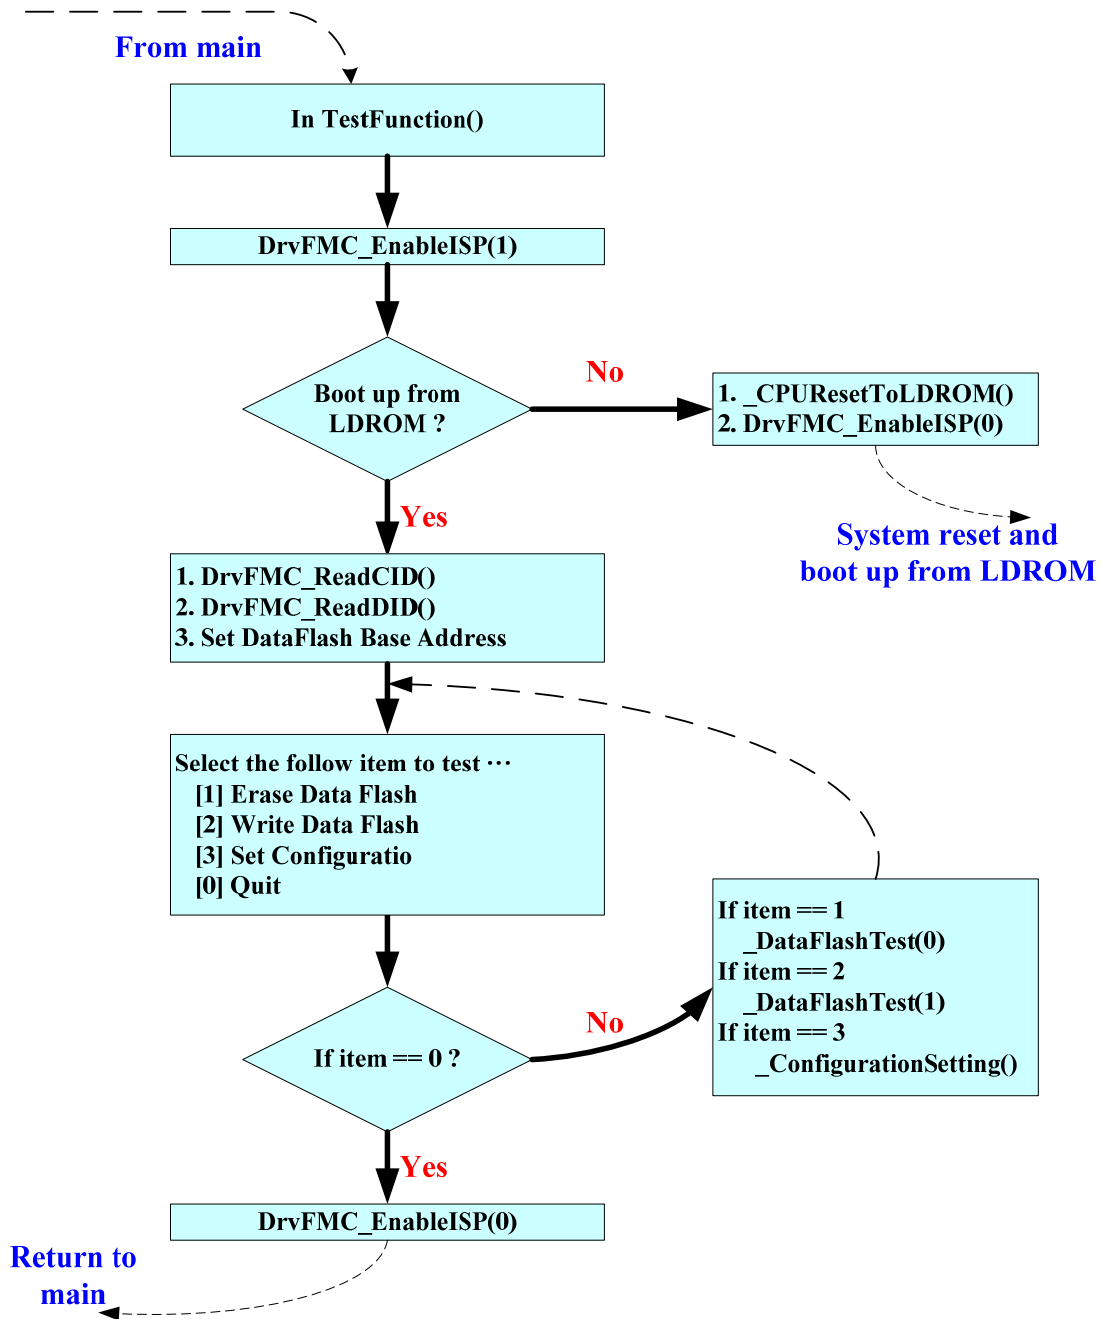 From main
In TestFunction()
DrvFMC_EnableISP(1)
Boot up from
LDROM ?
No
1. _CPUResetToLDROM()
2. DrvFMC_EnableISP(0)
System reset and
boot up from LDROM
Yes
1. DrvFMC_ReadCID()
2. DrvFMC_ReadDID()
3. Set DataFlash Base Address
Select the follow item to test ⋯
[1] Erase Data Flash
[2] Write Data Flash
[3] Set Configuratio
[0] Quit
If item == 0 ?
No
If item == 1
_DataFlashTest(0)
If item == 2
_DataFlashTest(1)
If item == 3
_ConfigurationSetting()
Yes
DrvFMC_EnableISP(0)
Return to
main